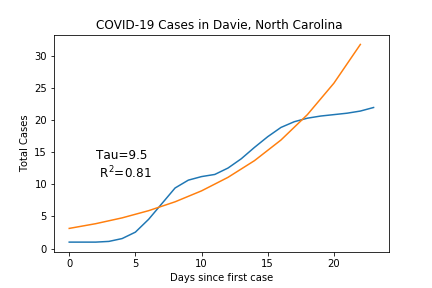 COVID-19 Cases in Davie, North Carolina
Total Cases
30
25
20
15
10
5
0
Tau=9.5
R²=0.81
0 5 10 15 20
Days since first case